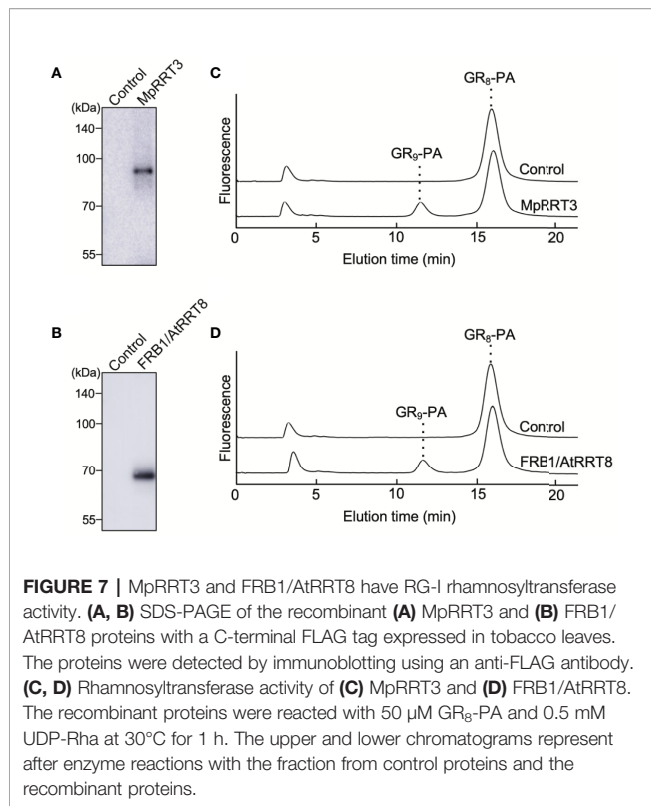 A
Control
MpRRT3
(kDa)
140
100
70
55
C
GR₈-PA
GR₉-PA
Fluorescence
Control
MpRRT3
0 5 10 15 20
Elution time (min)
B
Control
FRB1/AtRRT8
(kDa)
140
100
70
55
D
GR₈-PA
GR₉-PA
Fluorescence
Control
FRB1/AtRRT8
0 5 10 15 20
Elution time (min)
FIGURE 7 | MpRRT3 and FRB1/AtRRT8 have RG-I rhamnosyltransferase
activity. (A, B) SDS-PAGE of the recombinant (A) MpRRT3 and (B) FRB1/
AtRRT8 proteins with a C-terminal FLAG tag expressed in tobacco leaves.
The proteins were detected by immunoblotting using an anti-FLAG antibody.
(C, D) Rhamnosyltransferase activity of (C) MpRRT3 and (D) FRB1/AtRRT8.
The recombinant proteins were reacted with 50 µM GR₈-PA and 0.5 mM
UDP-Rha at 30°C for 1 h. The upper and lower chromatograms represent
after enzyme reactions with the fraction from control proteins and the
recombinant proteins.